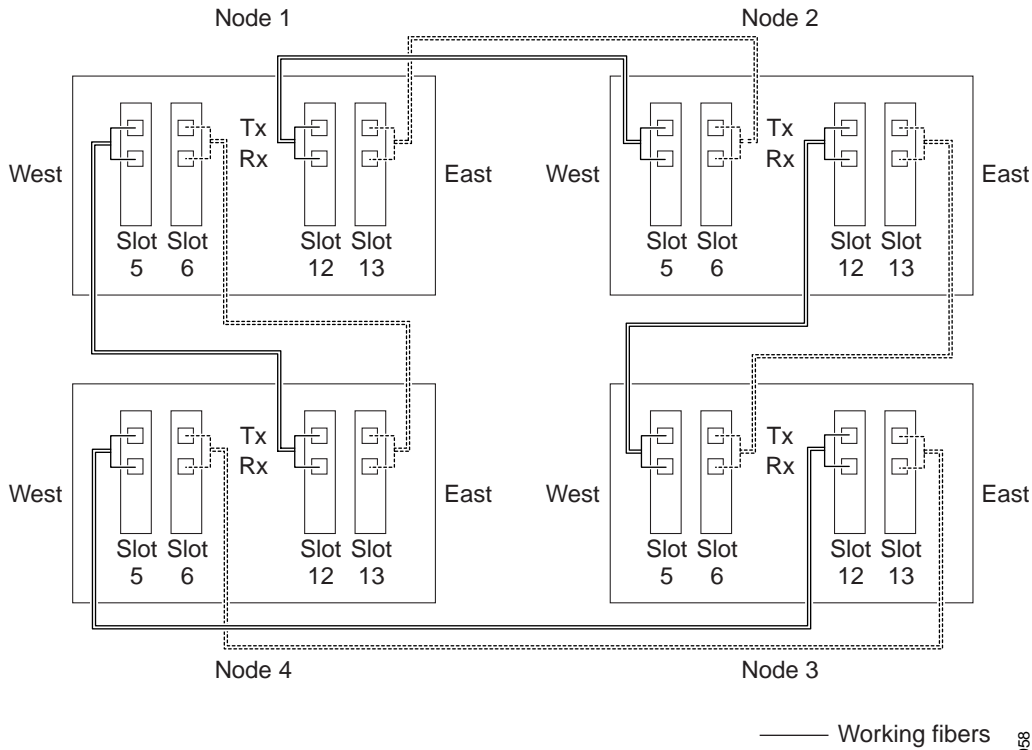 Node 1
Node 2
Tx
Rx
Tx
Rx
West
East
West
East
Slot 5
Slot 6
Slot 12
Slot 13
Slot 5
Slot 6
Slot 12
Slot 13
Tx
Rx
Tx
Rx
West
East
West
East
Slot 5
Slot 6
Slot 12
Slot 13
Slot 5
Slot 6
Slot 12
Slot 13
Node 4
Node 3
Working fibers